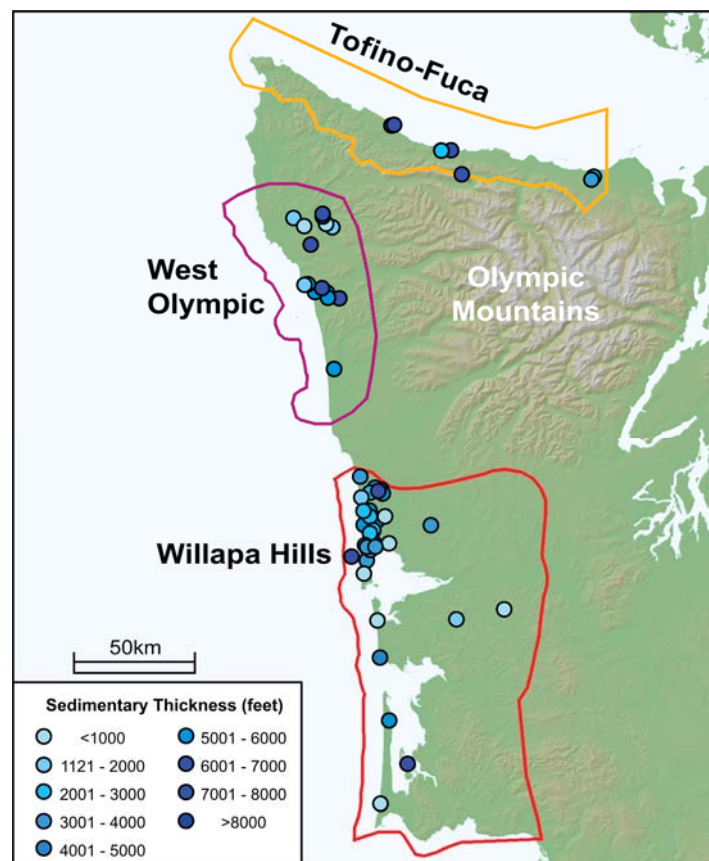 Tofino-Fuca
West
Olympic
Olympic
Mountains
Willapa Hills
50km
Sedimentary Thickness (feet)
<1000
1121 - 2000
2001 - 3000
3001 - 4000
4001 - 5000
5001 - 6000
6001 - 7000
7001 - 8000
>8000